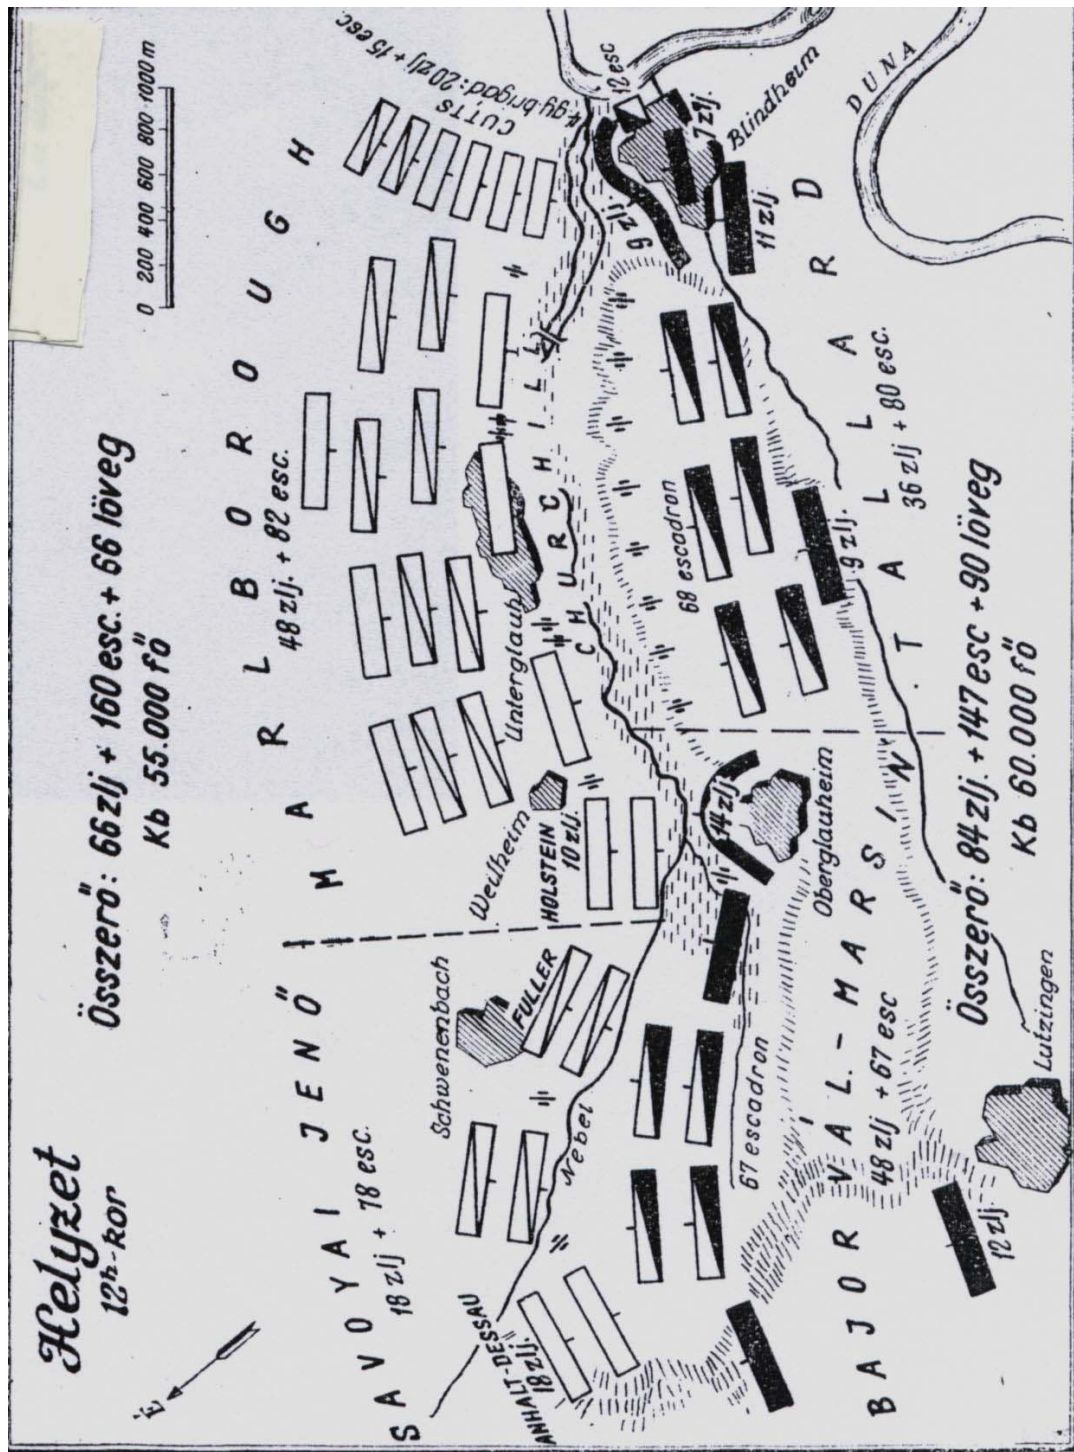 Helyzet
12ʰ-kor
É
Összerő: 66 zlj + 160 esc. + 66 löveg
Kb 55.000 fő
0 200 400 600 800 1000 m
SAVOYAI JENŐ
18 zlj + 78 esc.
MARLBOROUGH
48 zlj. + 82 esc.
CUTTS
4 gy. brigád: 20 zlj + 15 esc.
ANHALT-DESSAU
18 zlj.
Schwenenbach
FULLER
Nebel
Weilheim
HOLSTEIN
10 zlj.
Unterglauh
CHURCHILL
12 esc
9 zlj
7 zlj.
Blindheim
11 zlj
DUNA
68 escadron
9 zlj.
14 zlj.
Oberglauheim
67 escadron
BAJOR VÁL-MARSIN
48 zlj + 67 esc
TALLLARD
36 zlj + 80 esc.
12 zlj.
Lutzingen
Összerő: 84 zlj. + 147 esc + 90 löveg
Kb 60.000 fő